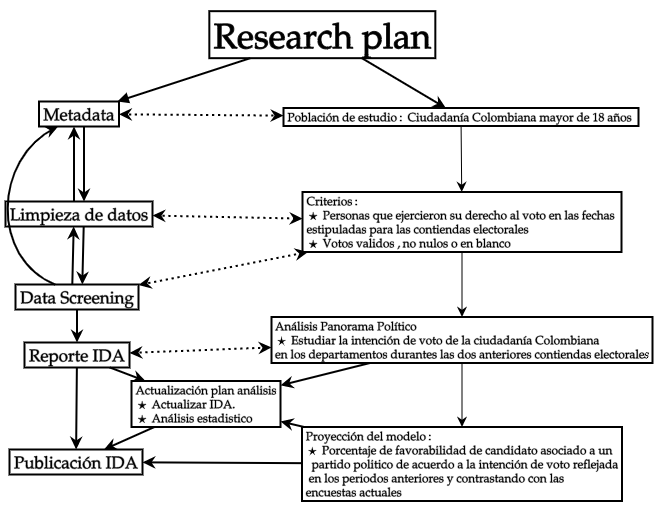 Research plan
Metadata
Población de estudio : Ciudadanía Colombiana mayor de 18 años
Limpieza de datos
Criterios :
★ Personas que ejercieron su derecho al voto en las fechas
estipuladas para las contiendas electorales
★ Votos validos , no nulos o en blanco
Data Screening
Análisis Panorama Político
★ Estudiar la intención de voto de la ciudadanía Colombiana
en los departamentos durantes las dos anteriores contiendas electorales
Reporte IDA
Actualización plan análisis
★ Actualizar IDA.
★ Análisis estadistico
Proyección del modelo :
★ Porcentaje de favorabilidad de candidato asociado a un
partido político de acuerdo a la intención de voto reflejada
en los periodos anteriores y contrastando con las
encuestas actuales
Publicación IDA